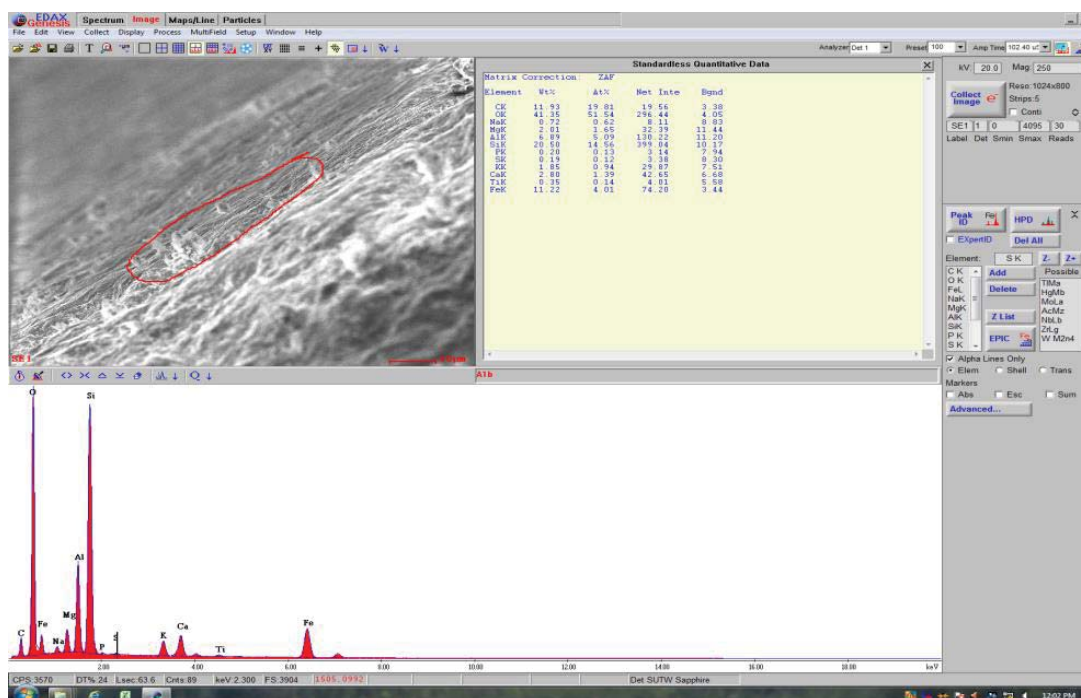 EDAX Genesis Spectrum Image Maps/Line Particles
File Edit View Collect Display Process MultiField Setup Window Help
Analyzer Det 1 Preset 100 Amp Time 102.40 uS
Standardless Quantitative Data
Matrix Correction: ZAF
Element Wt% At% Net Inte Bgnd
CK 11.93 19.81 19.56 3.38
OK 41.35 51.54 296.44 4.05
NaK 0.72 0.62 8.11 8.83
MgK 2.01 1.65 32.39 11.44
AlK 6.89 5.09 130.22 11.20
SiK 20.50 14.56 399.04 10.17
PK 0.20 0.13 3.14 7.94
SK 0.19 0.12 3.38 8.30
KK 1.85 0.94 29.87 7.51
CaK 2.80 1.39 42.65 6.68
TiK 0.35 0.14 4.81 5.58
FeK 11.22 4.01 74.20 3.44
SE1
A1b
kV: 20.0 Mag: 250
Collect Image e-
Reso:1024x800
Strips:5
Conti
SE1 1 0 4095 30
Label Det Smin Smax Reads
Peak ID HPD
EXpertID Del All
Element: S K Z- Z+
C K Add Possible
O K TlMa
FeL Delete HgMb
NaK MoLa
MgK AcMz
AlK Z List NbLb
SiK ZrLg
P K EPIC W M2n4
S K
Alpha Lines Only
Elem Shell Trans
Markers
Abs Esc Sum
Advanced...
O Si
Al
C Fe Na Mg P S K Ca Ti Fe
2.00 4.00 6.00 8.00 10.00 12.00 14.00 16.00 18.00 keV
CPS:3570 DT%:24 Lsec:63.6 Cnts:89 keV:2.300 FS:3904 1505.0992 Det SUTW Sapphire
12:02 PM